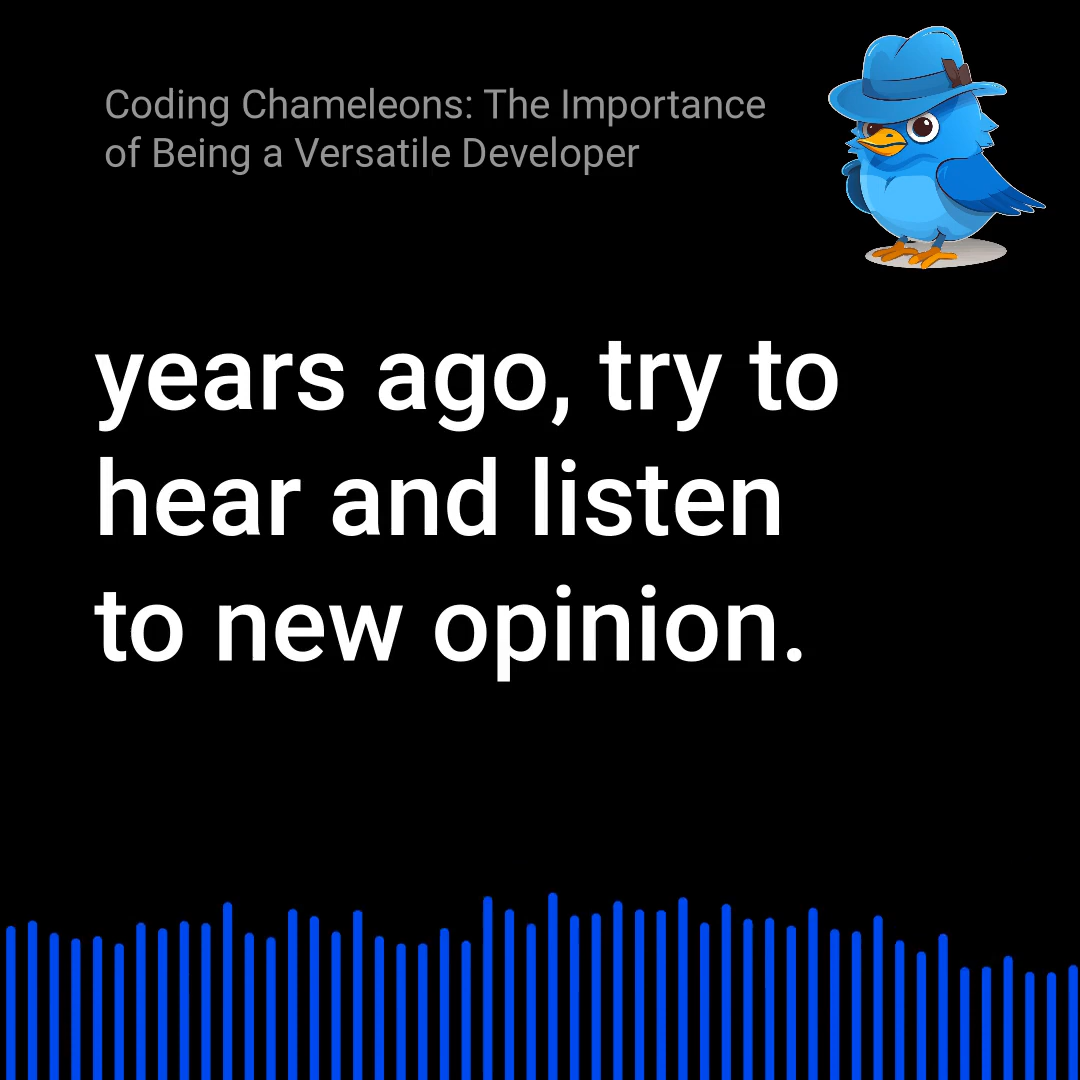 Coding Chameleons: The Importance
of Being a Versatile Developer
years ago, try to
hear and listen
to new opinion.